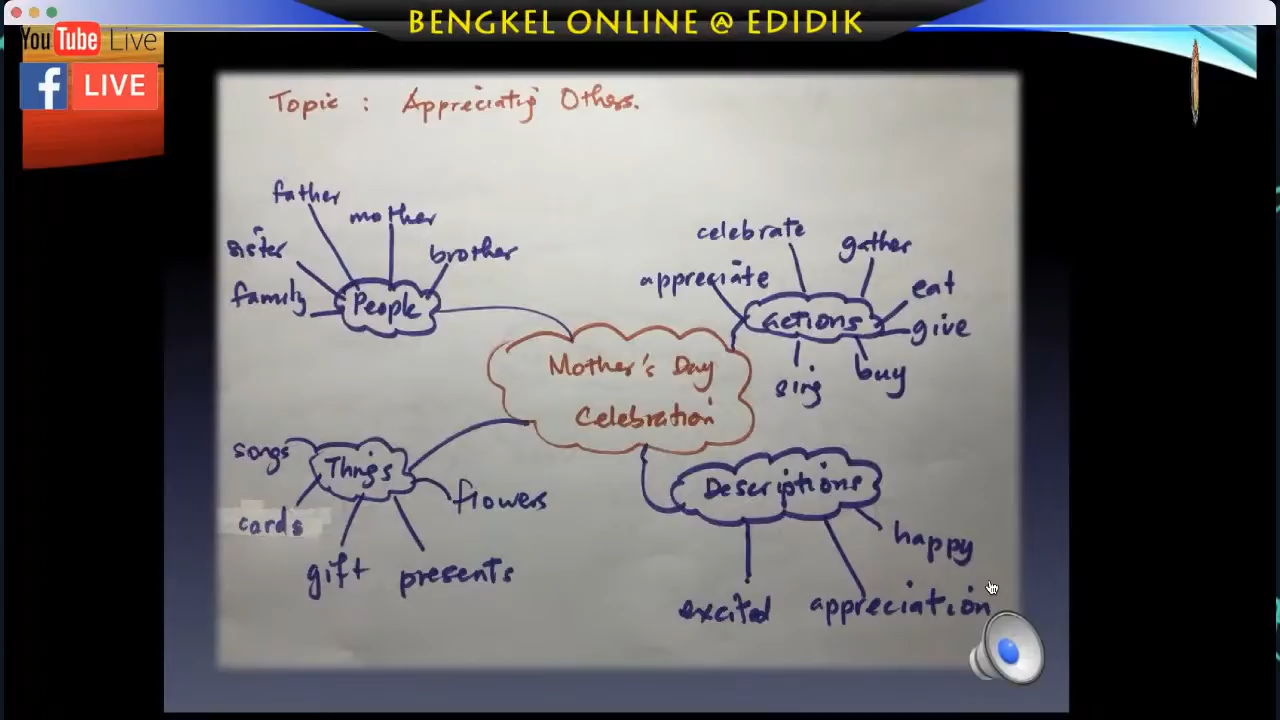 BENGKEL ONLINE @ EDIDIK
YouTube Live
f LIVE
Topic : Appreciating Others.
father
mother
sister
brother
family
People
celebrate
gather
appreciate
eat
actions
give
sing
buy
Mother's Day
Celebration
songs
Things
flowers
cards
gift
presents
Descriptions
happy
excited
appreciation